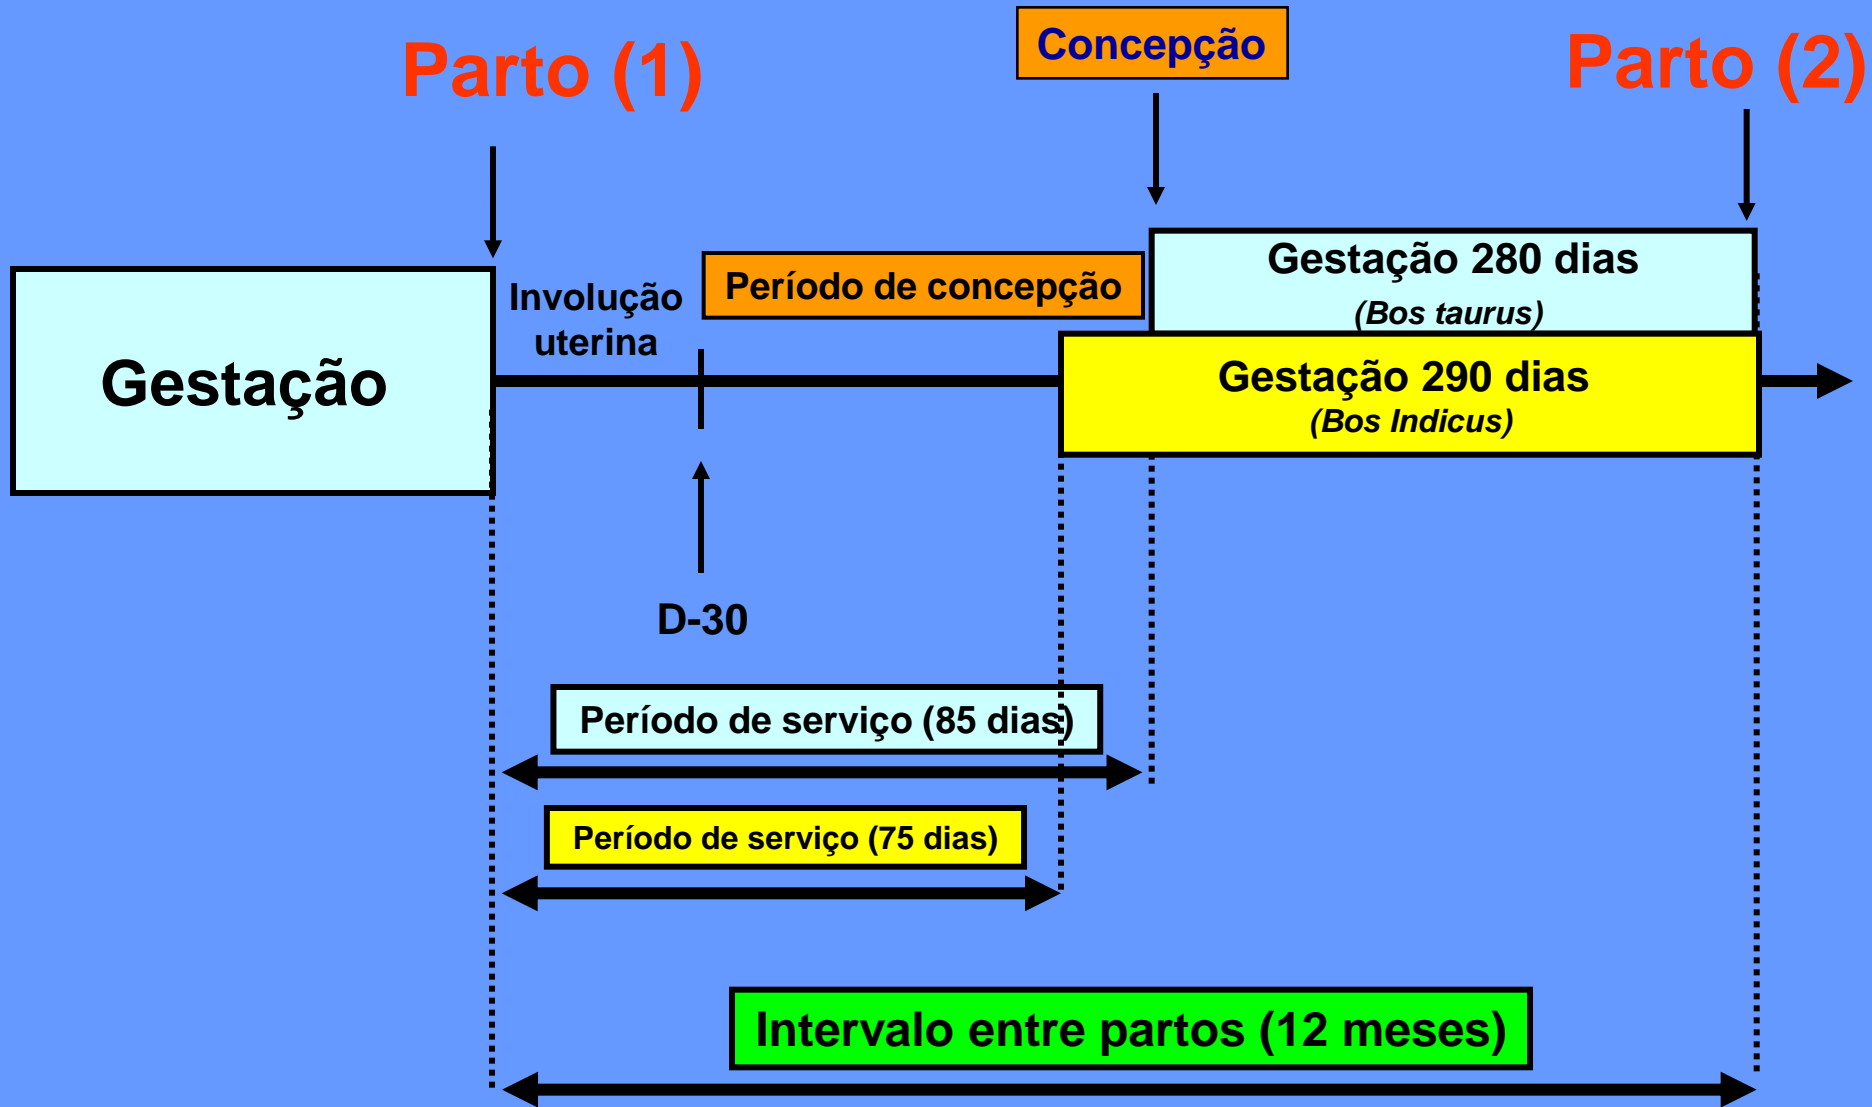 Parto (1)
Concepção
Parto (2)
Gestação
Involução
uterina
Período de concepção
Gestação 280 dias
(Bos taurus)
Gestação 290 dias
(Bos Indicus)
D-30
Período de serviço (85 dias)
Período de serviço (75 dias)
Intervalo entre partos (12 meses)